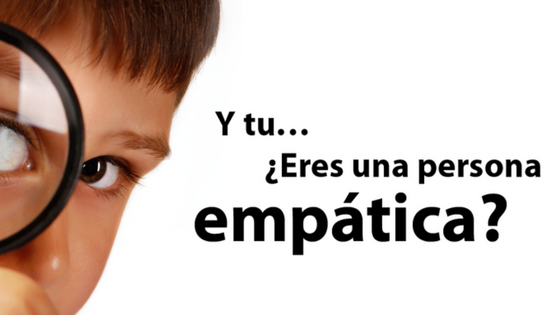 Y tu...
¿Eres una persona
empática?